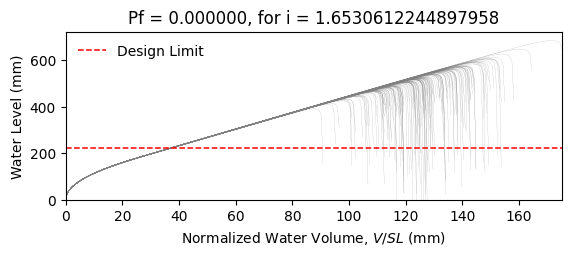 Pf = 0.000000, for i = 1.6530612244897958
Design Limit
Water Level (mm)
600
400
200
0
0 20 40 60 80 100 120 140 160
Normalized Water Volume, V/SL (mm)